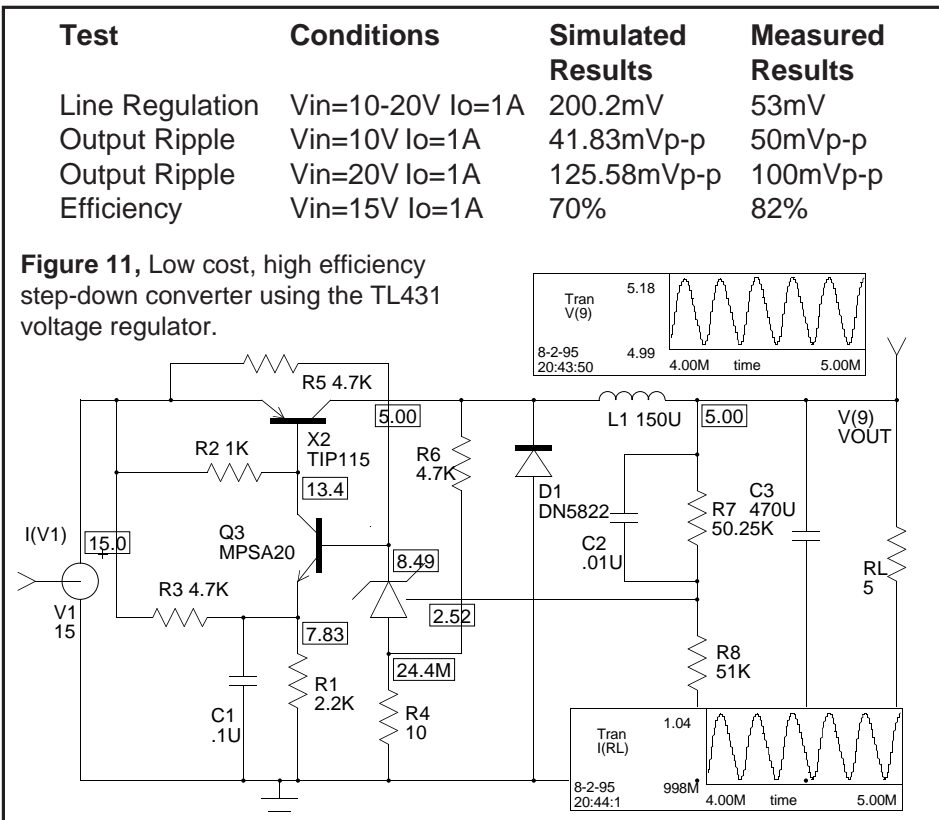 Test Conditions Simulated Results Measured Results
Line Regulation Vin=10-20V Io=1A 200.2mV 53mV
Output Ripple Vin=10V Io=1A 41.83mVp-p 50mVp-p
Output Ripple Vin=20V Io=1A 125.58mVp-p 100mVp-p
Efficiency Vin=15V Io=1A 70% 82%
Figure 11, Low cost, high efficiency
step-down converter using the TL431
voltage regulator.
Tran
V(9)
8-2-95
20:43:50
5.18
4.99
4.00M time 5.00M
R5 4.7K
X2
TIP115
R2 1K
13.4
5.00
R6
4.7K
L1 150U
5.00
V(9)
VOUT
D1
DN5822
C2
.01U
R7
50.25K
C3
470U
RL
5
I(V1)
15.0
V1
15
Q3
MPSA20
8.49
R3 4.7K
2.52
7.83
24.4M
R8
51K
C1
.1U
R1
2.2K
R4
10
Tran
I(RL)
8-2-95
20:44:1
1.04
998M
4.00M time 5.00M